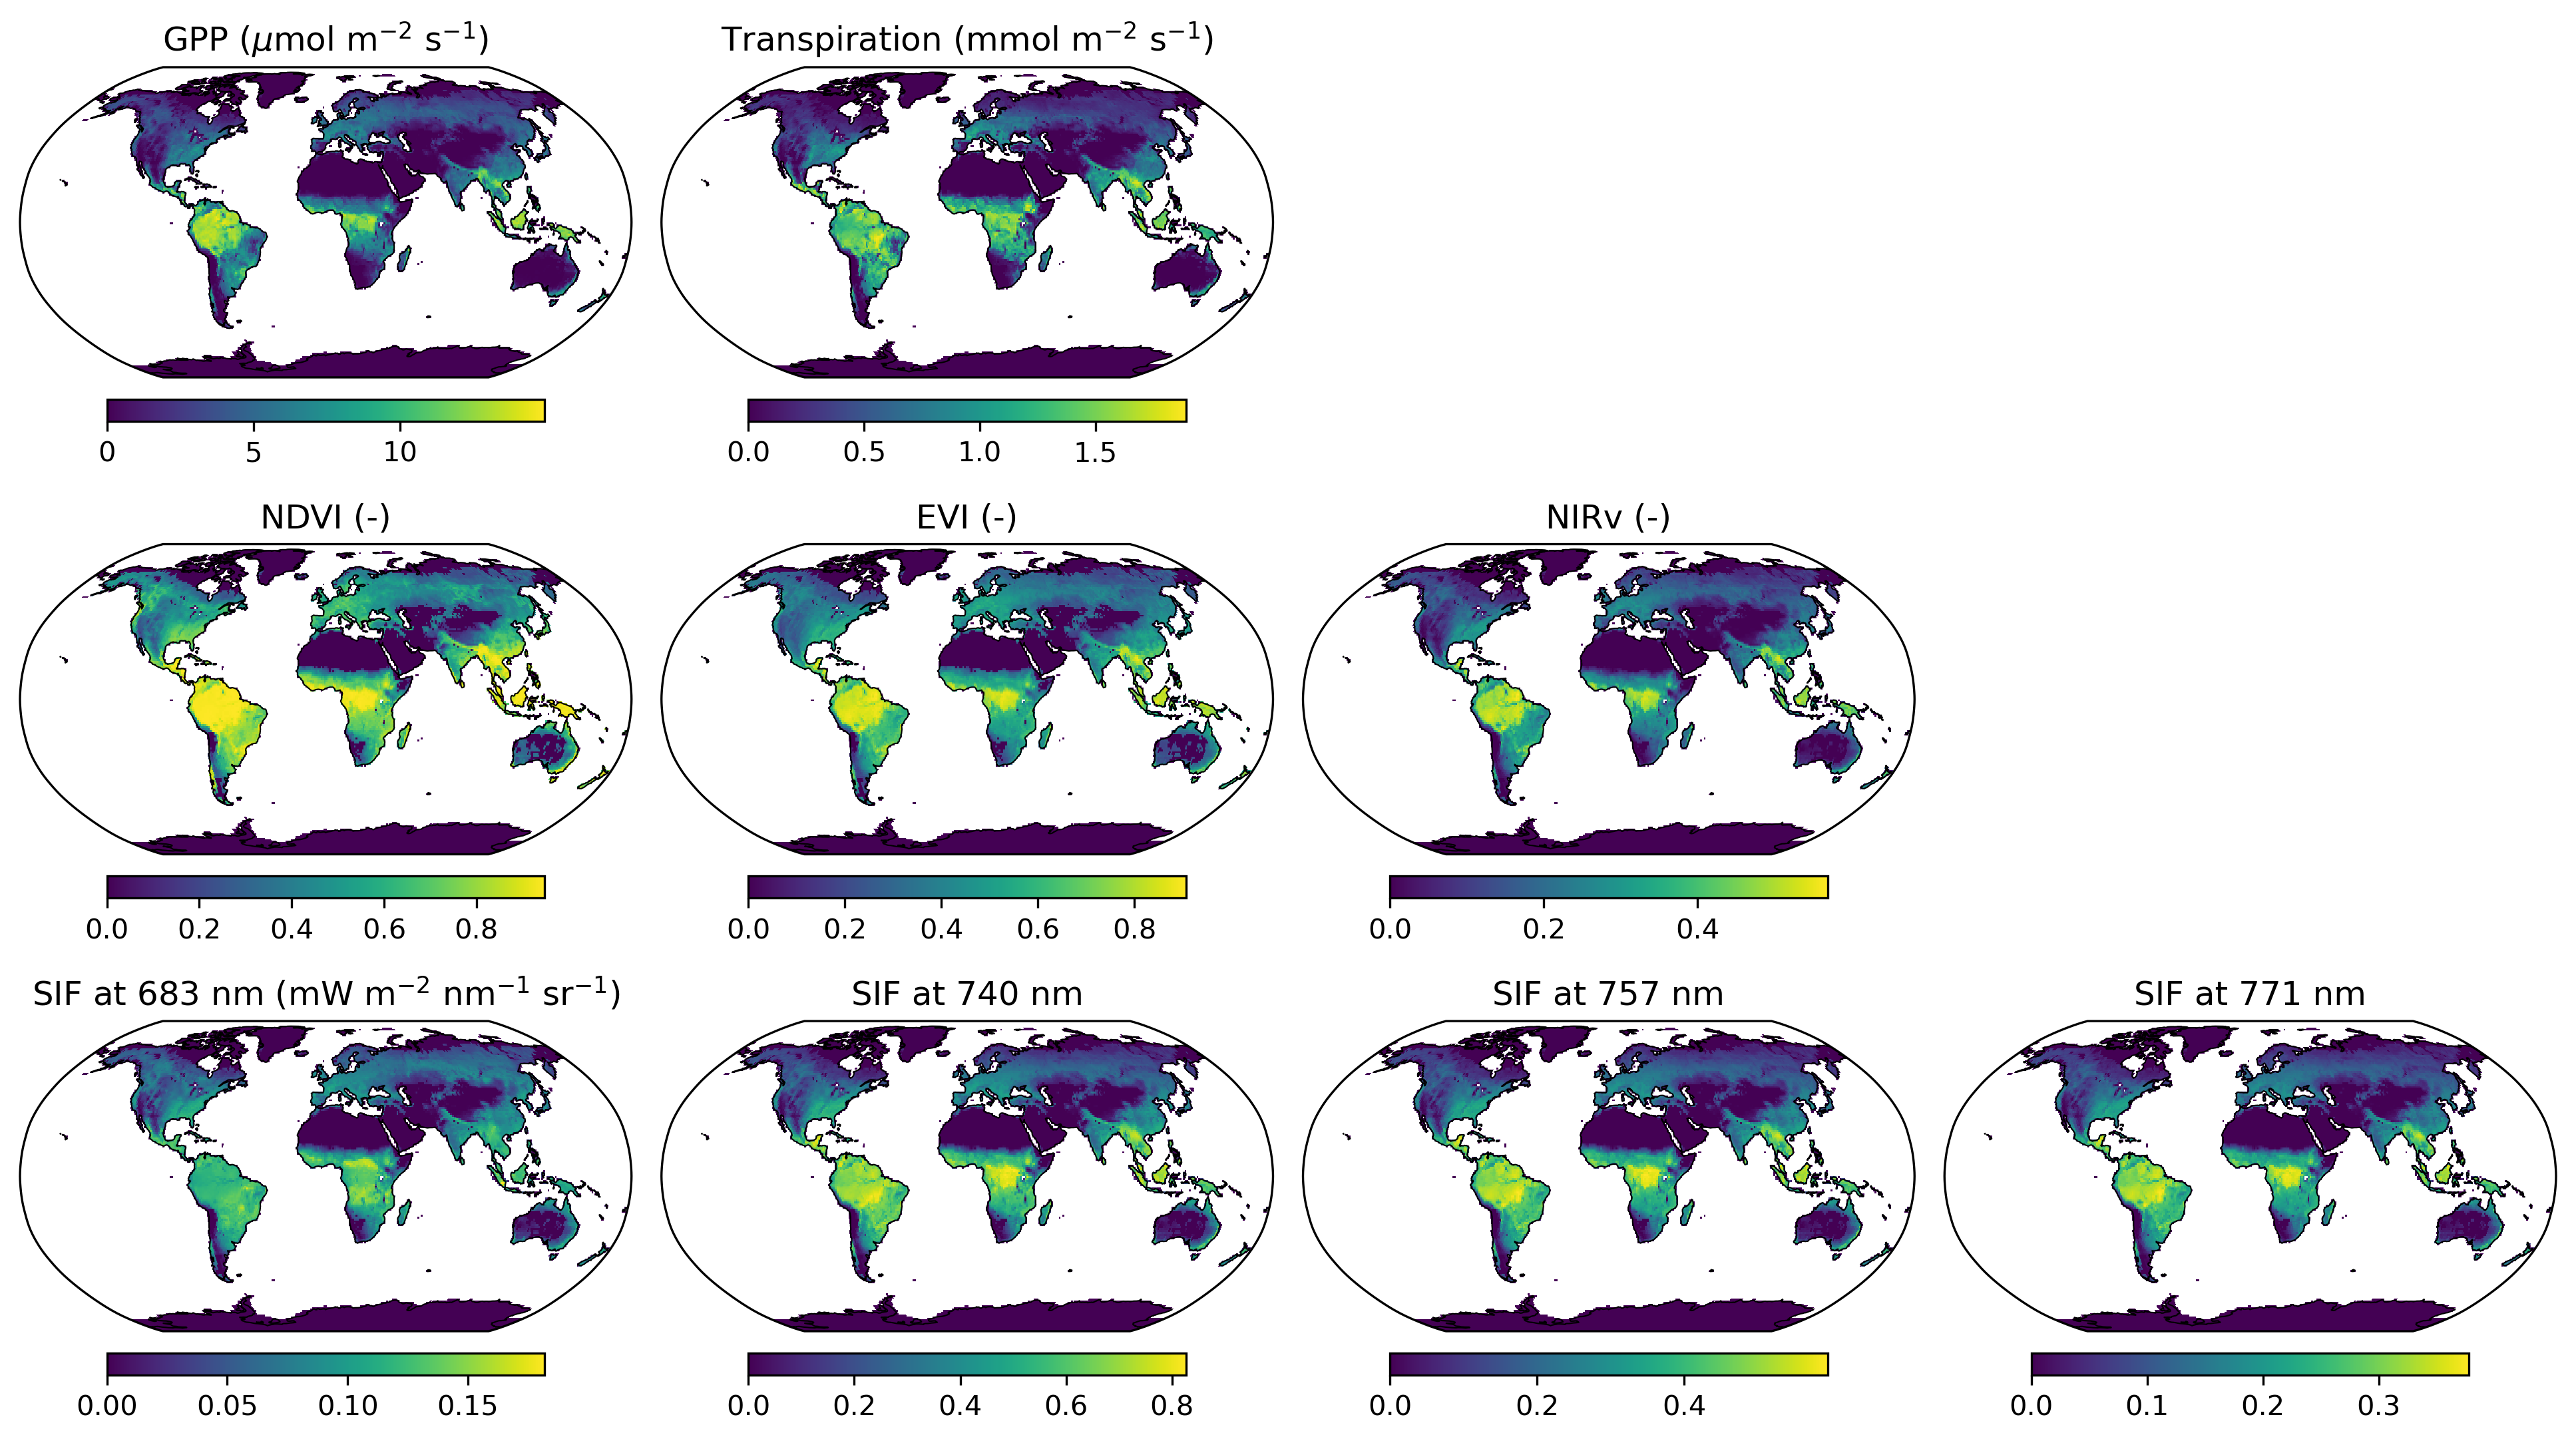 GPP (μmol m⁻² s⁻¹)
Transpiration (mmol m⁻² s⁻¹)
0 5 10
0.0 0.5 1.0 1.5
NDVI (-)
EVI (-)
NIRv (-)
0.0 0.2 0.4 0.6 0.8
0.0 0.2 0.4 0.6 0.8
0.0 0.2 0.4
SIF at 683 nm (mW m⁻² nm⁻¹ sr⁻¹)
SIF at 740 nm
SIF at 757 nm
SIF at 771 nm
0.00 0.05 0.10 0.15
0.0 0.2 0.4 0.6 0.8
0.0 0.2 0.4
0.0 0.1 0.2 0.3